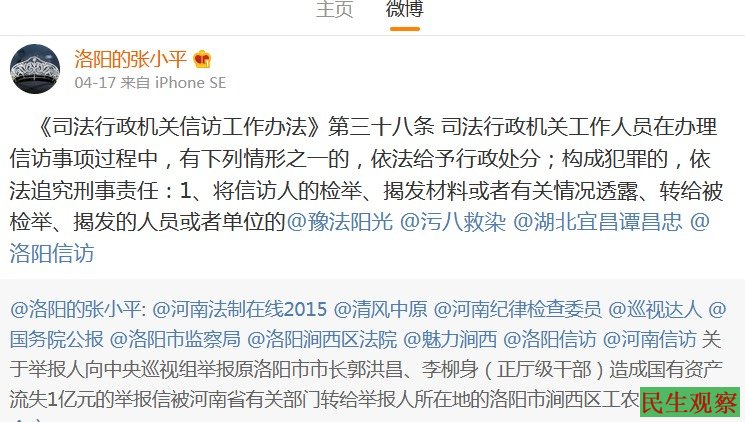 主页 微博
洛阳的张小平
04-17 来自 iPhone SE
《司法行政机关信访工作办法》第三十八条 司法行政机关工作人员在办理
信访事项过程中，有下列情形之一的，依法给予行政处分；构成犯罪的，依
法追究刑事责任：1、将信访人的检举、揭发材料或者有关情况透露、转给被
检举、揭发的人员或者单位的@豫法阳光 @污八救染 @湖北宜昌谭昌忠 @
洛阳信访
@洛阳的张小平: @河南法制在线2015 @清风中原 @河南纪律检查委员 @巡视达人 @
国务院公报 @洛阳市监察局 @洛阳涧西区法院 @魅力涧西 @洛阳信访 @河南信访 关
于举报人向中央巡视组举报原洛阳市市长郭洪昌、李柳身（正厅级干部）造成国有资产
流失1亿元的举报信被河南省有关部门转给举报人所在地的洛阳市涧西区工农
民生观察